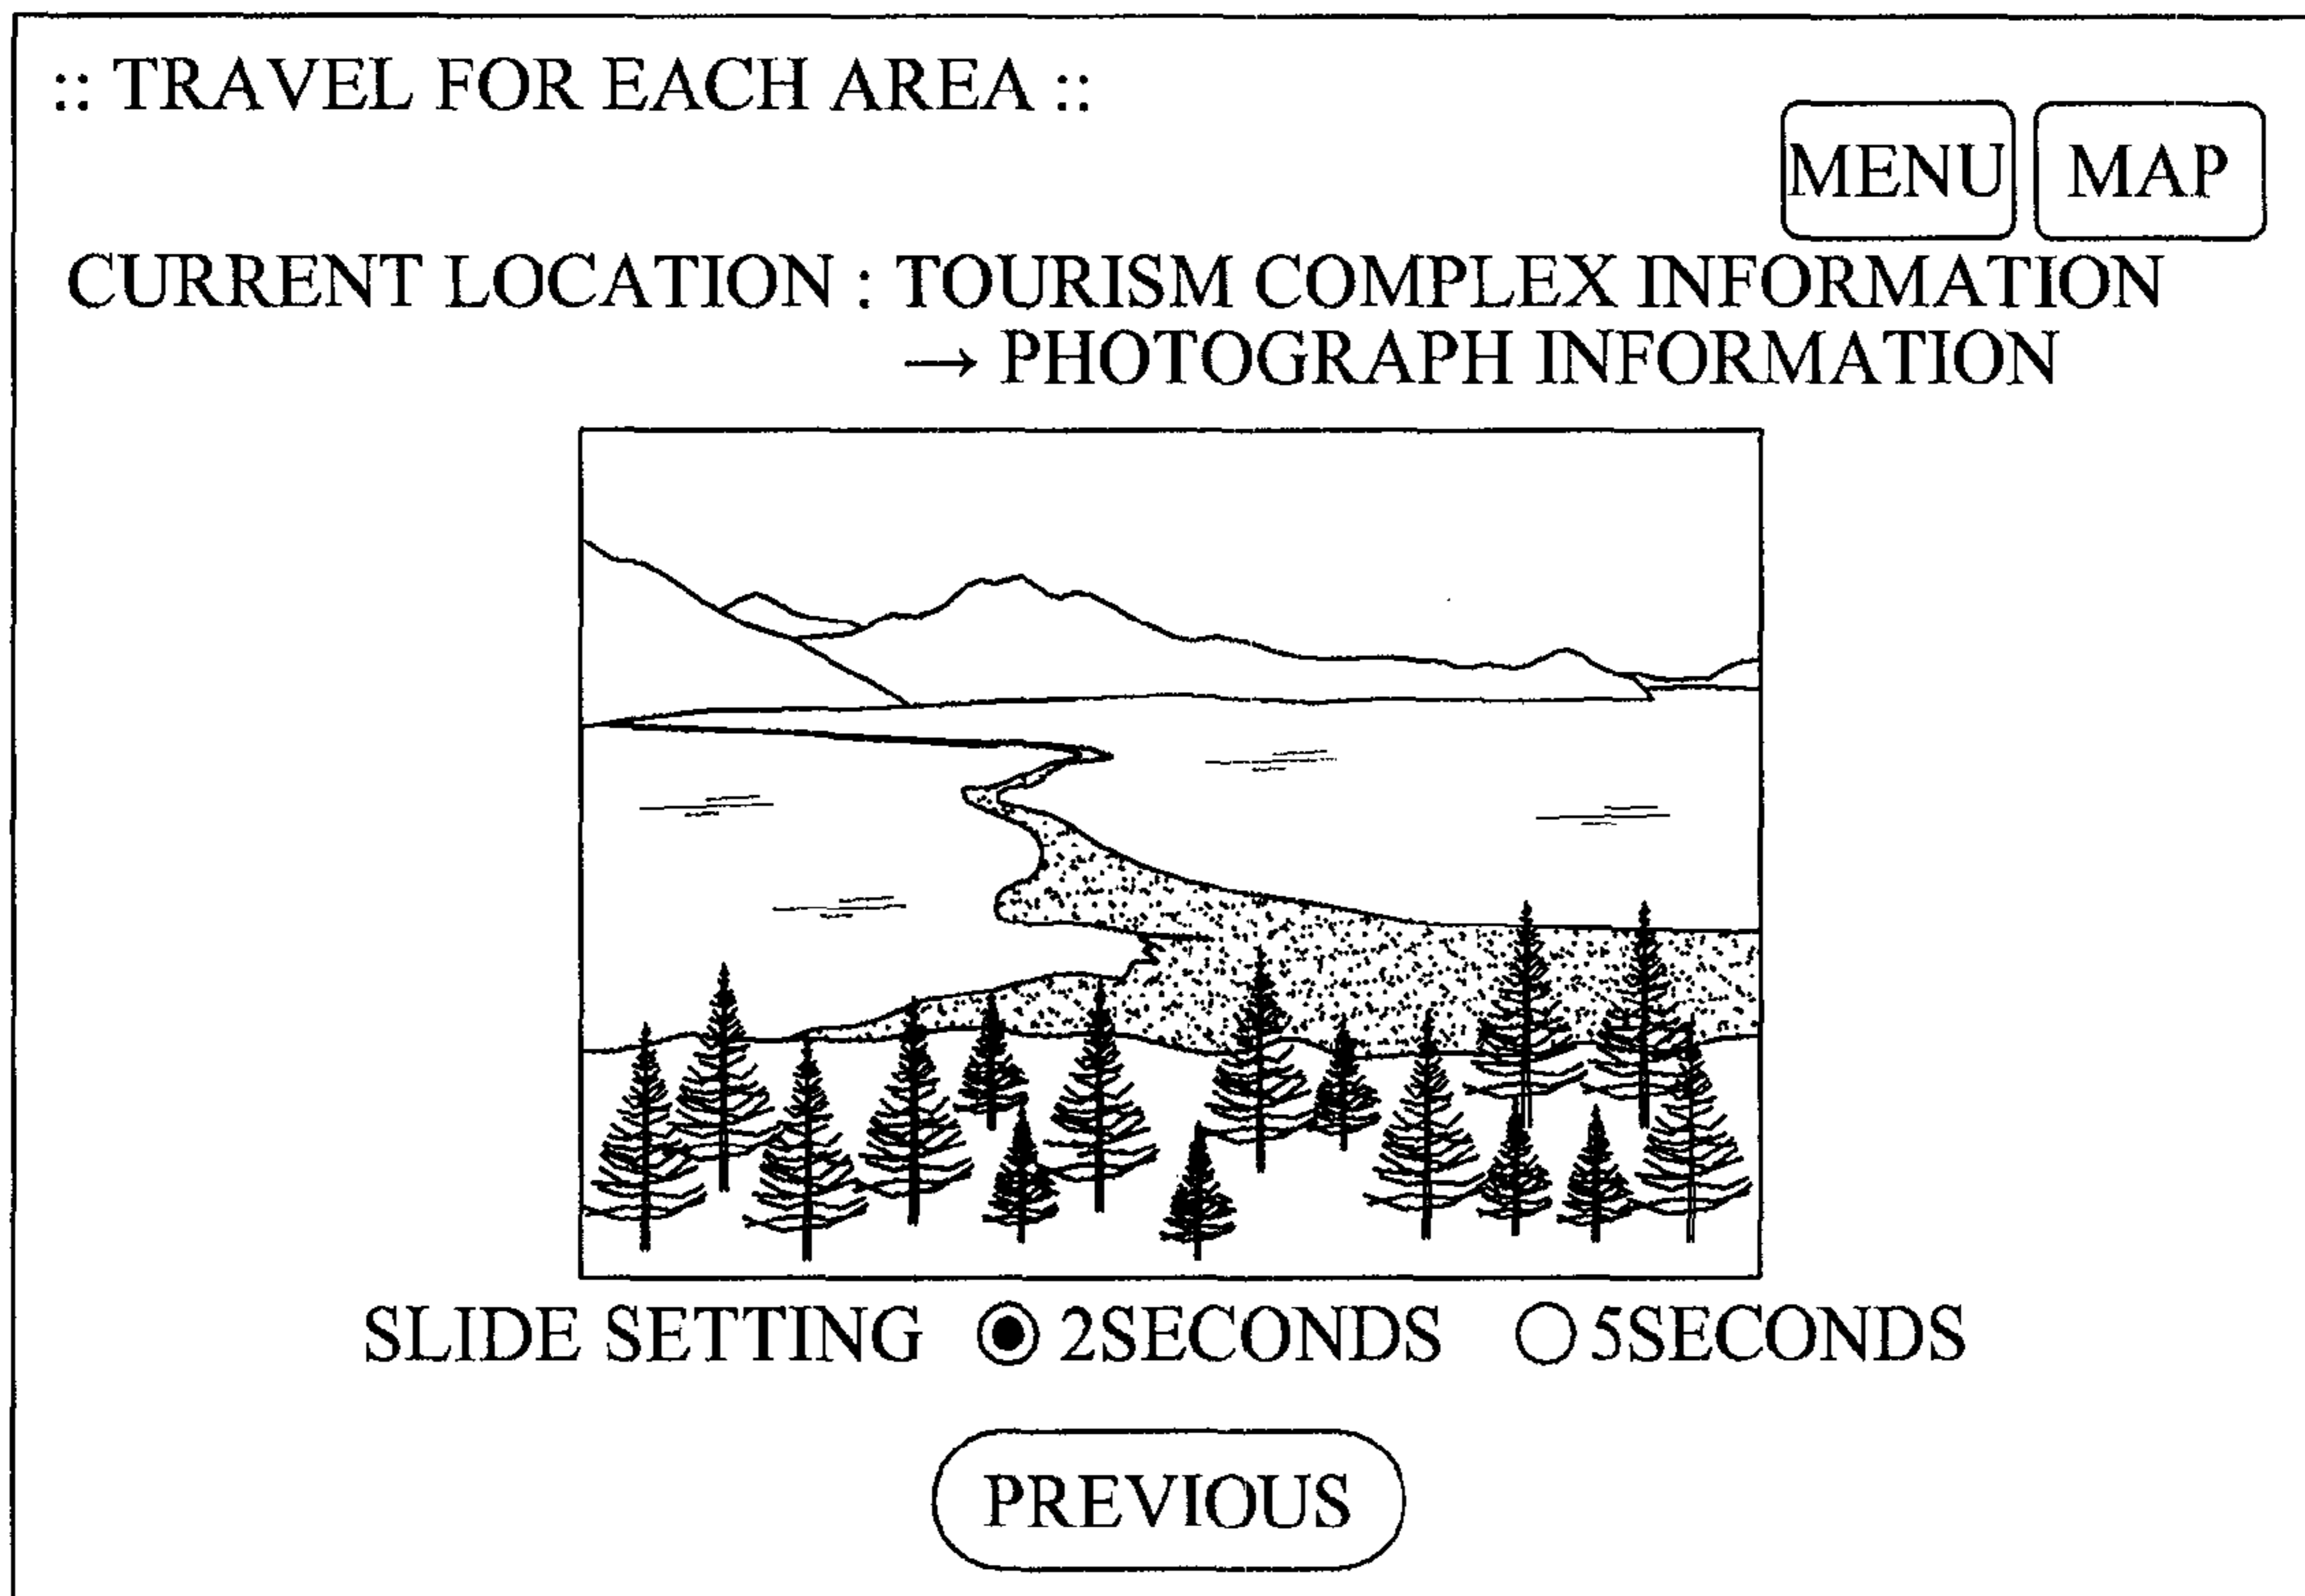 :: TRAVEL FOR EACH AREA ::
MENU MAP
CURRENT LOCATION : TOURISM COMPLEX INFORMATION
→ PHOTOGRAPH INFORMATION
SLIDE SETTING 2SECONDS 5SECONDS
PREVIOUS